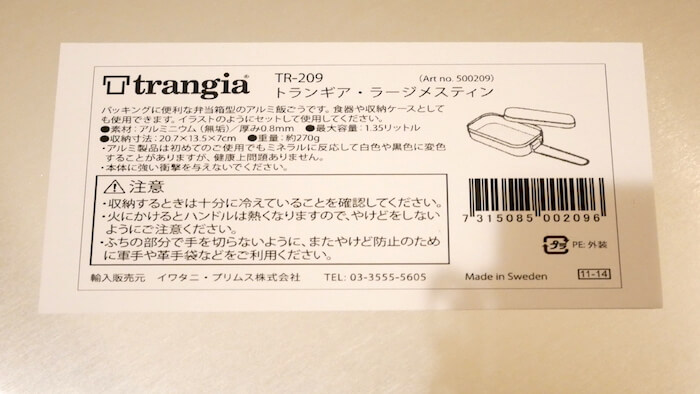 trangia® TR-209 (Art no. 500209)
トランギア・ラージメスティン
パッキングに便利な弁当箱型のアルミ飯ごうです。食器や収納ケースとして
も使用できます。イラストのようにセットして使用してください。
●素材：アルミニウム（無垢）／厚み0.8mm ●最大容量：1.35リットル
●収納寸法：20.7×13.5×7cm ●重量：約270g
・アルミ製品は初めてのご使用でもミネラルに反応して白色や黒色に変色
することがありますが、健康上問題ありません。
・本体に強い衝撃を与えないでください。
⚠注意
・収納するときは十分に冷えていることを確認してください。
・火にかけるとハンドルは熱くなりますので、やけどをしない
ようにご注意ください。
・ふちの部分で手を切らないように、またやけど防止のため
に軍手や革手袋などをご利用ください。
7 315085 002096
プラ PE: 外装
輸入販売元 イワタニ・プリムス株式会社 TEL: 03-3555-5605 Made in Sweden 11-14